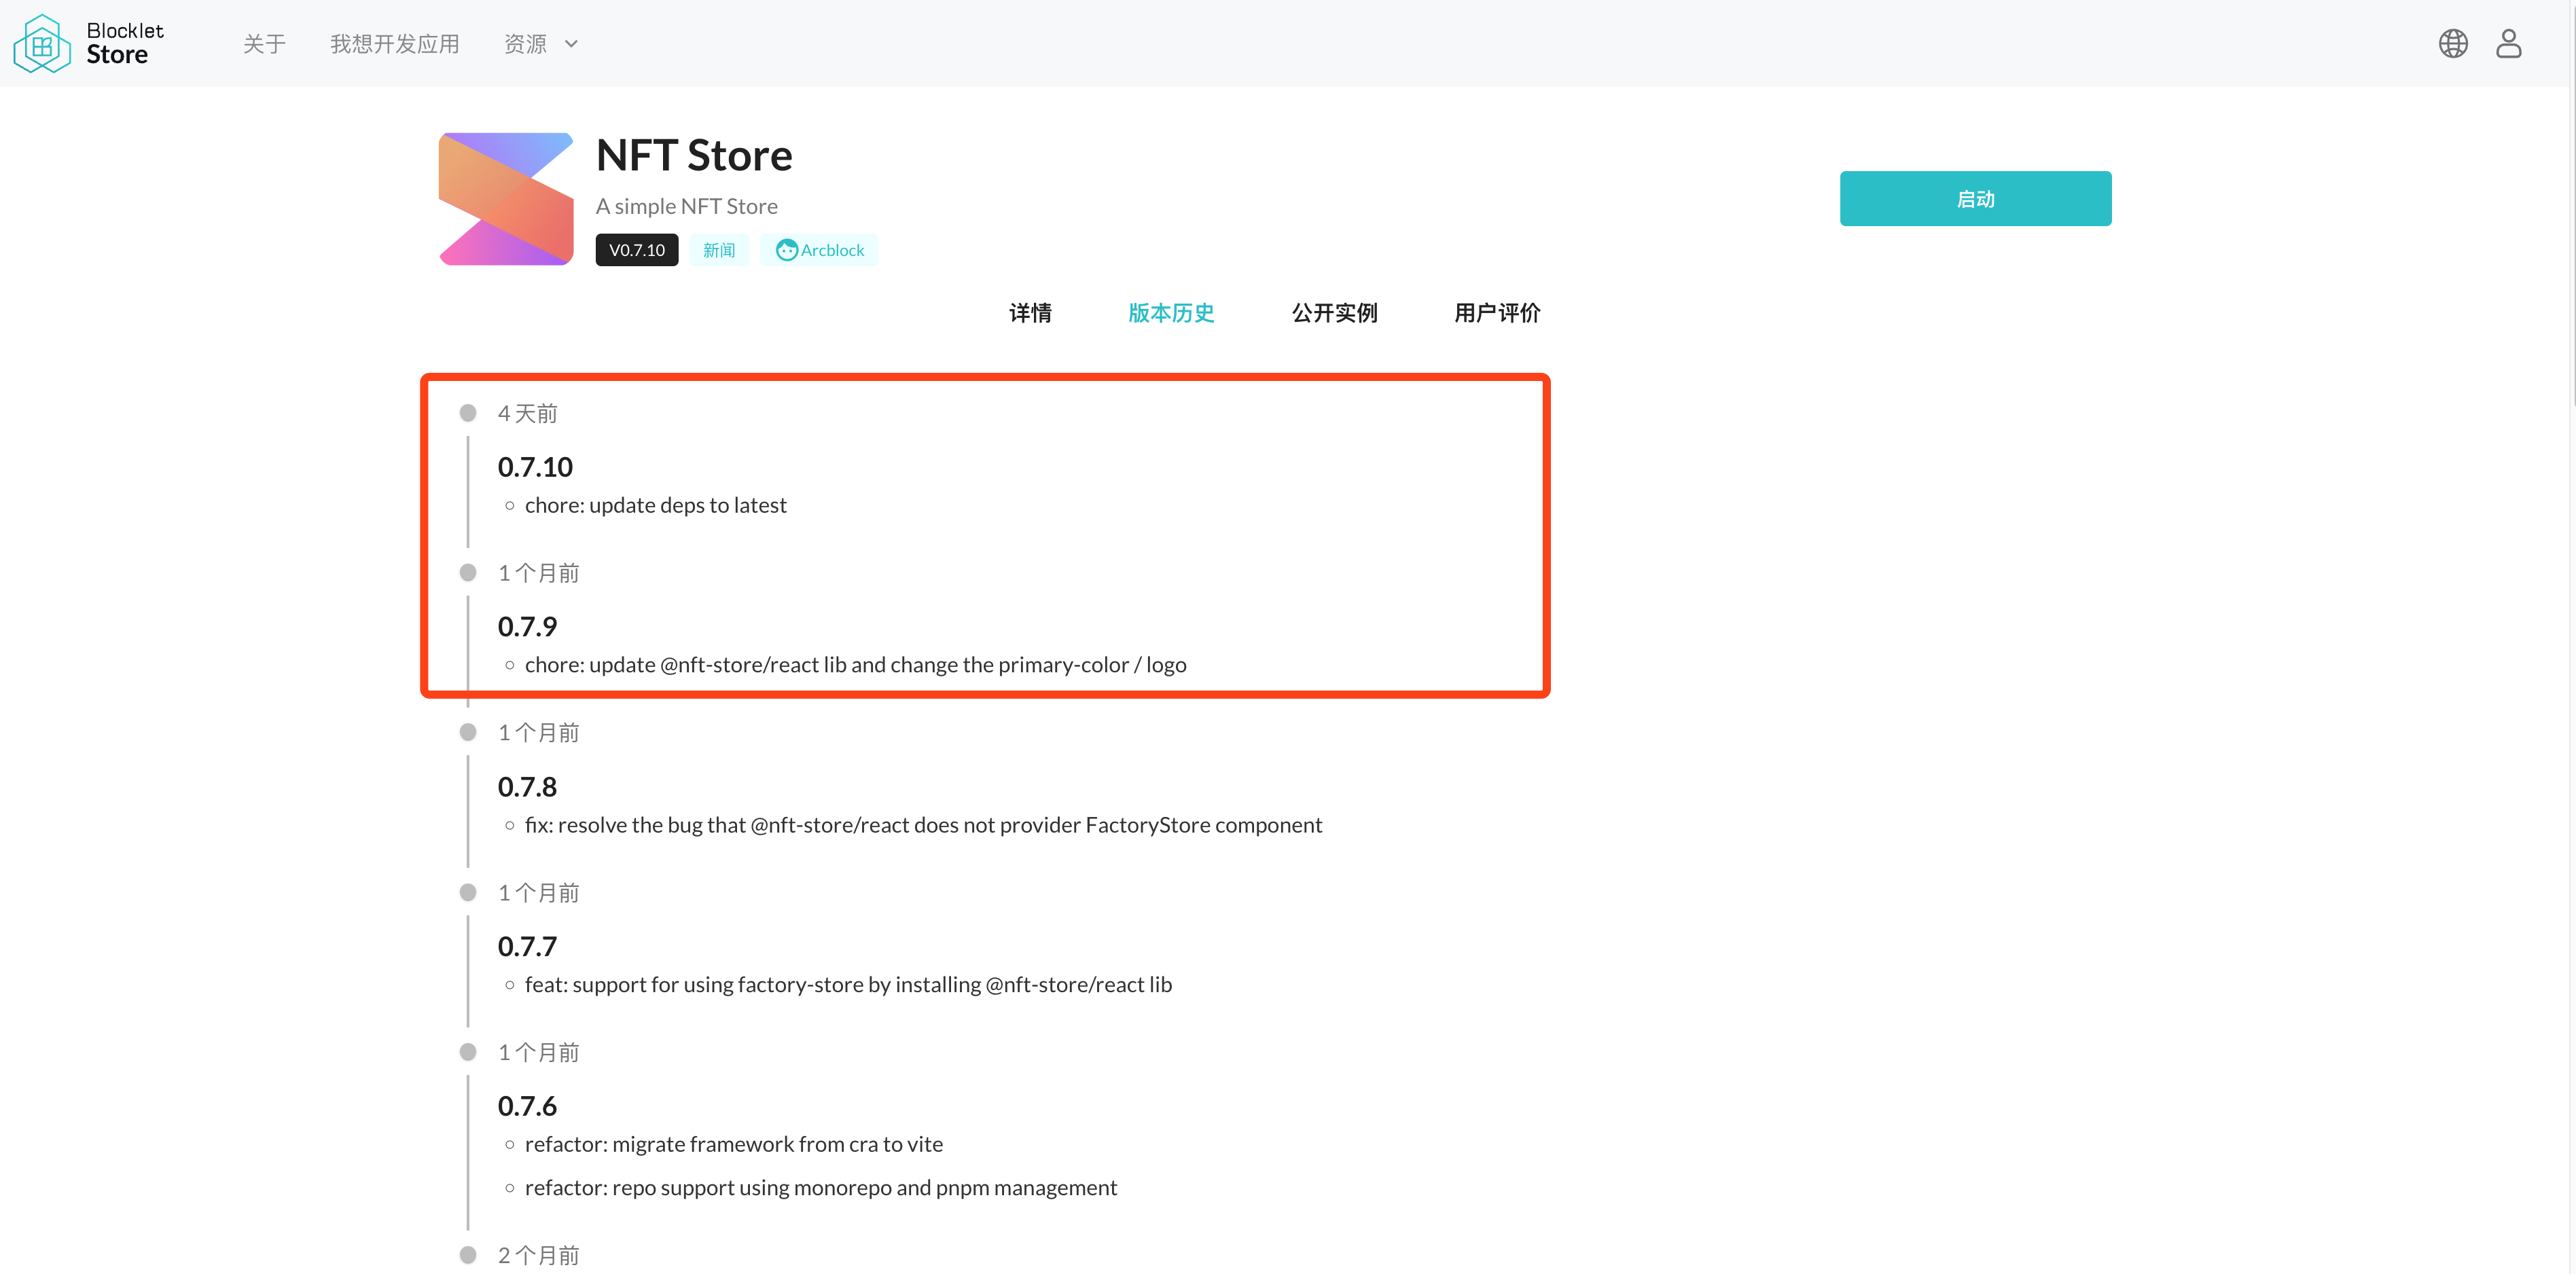 Blocklet
Store
关于
我想开发应用
资源
NFT Store
A simple NFT Store
V0.7.10
新闻
Arcblock
启动
详情
版本历史
公开实例
用户评价
4 天前
0.7.10
chore: update deps to latest
1 个月前
0.7.9
chore: update @nft-store/react lib and change the primary-color / logo
1 个月前
0.7.8
fix: resolve the bug that @nft-store/react does not provider FactoryStore component
1 个月前
0.7.7
feat: support for using factory-store by installing @nft-store/react lib
1 个月前
0.7.6
refactor: migrate framework from cra to vite
refactor: repo support using monorepo and pnpm management
2 个月前